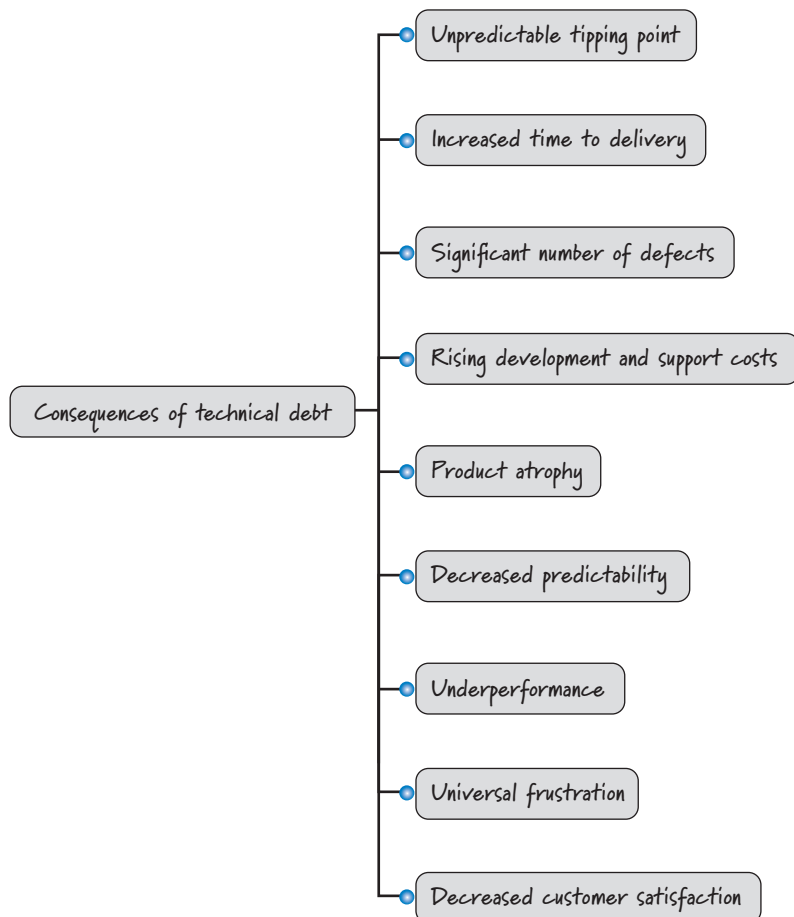 Unpredictable tipping point
Increased time to delivery
Significant number of defects
Rising development and support costs
Consequences of technical debt
Product atrophy
Decreased predictability
Underperformance
Universal frustration
Decreased customer satisfaction